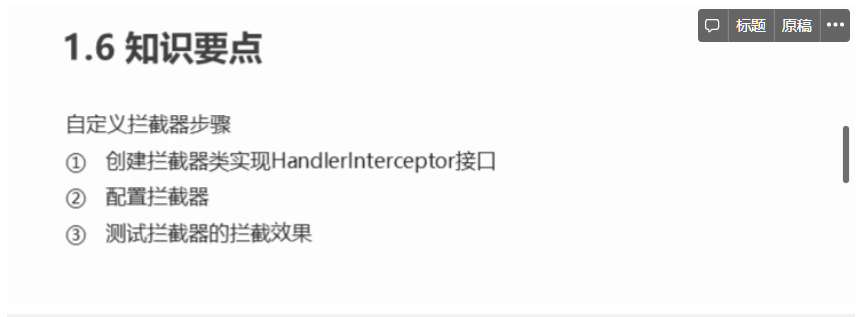 标题 原稿
1.6 知识要点
自定义拦截器步骤
① 创建拦截器类实现HandlerInterceptor接口
② 配置拦截器
③ 测试拦截器的拦截效果